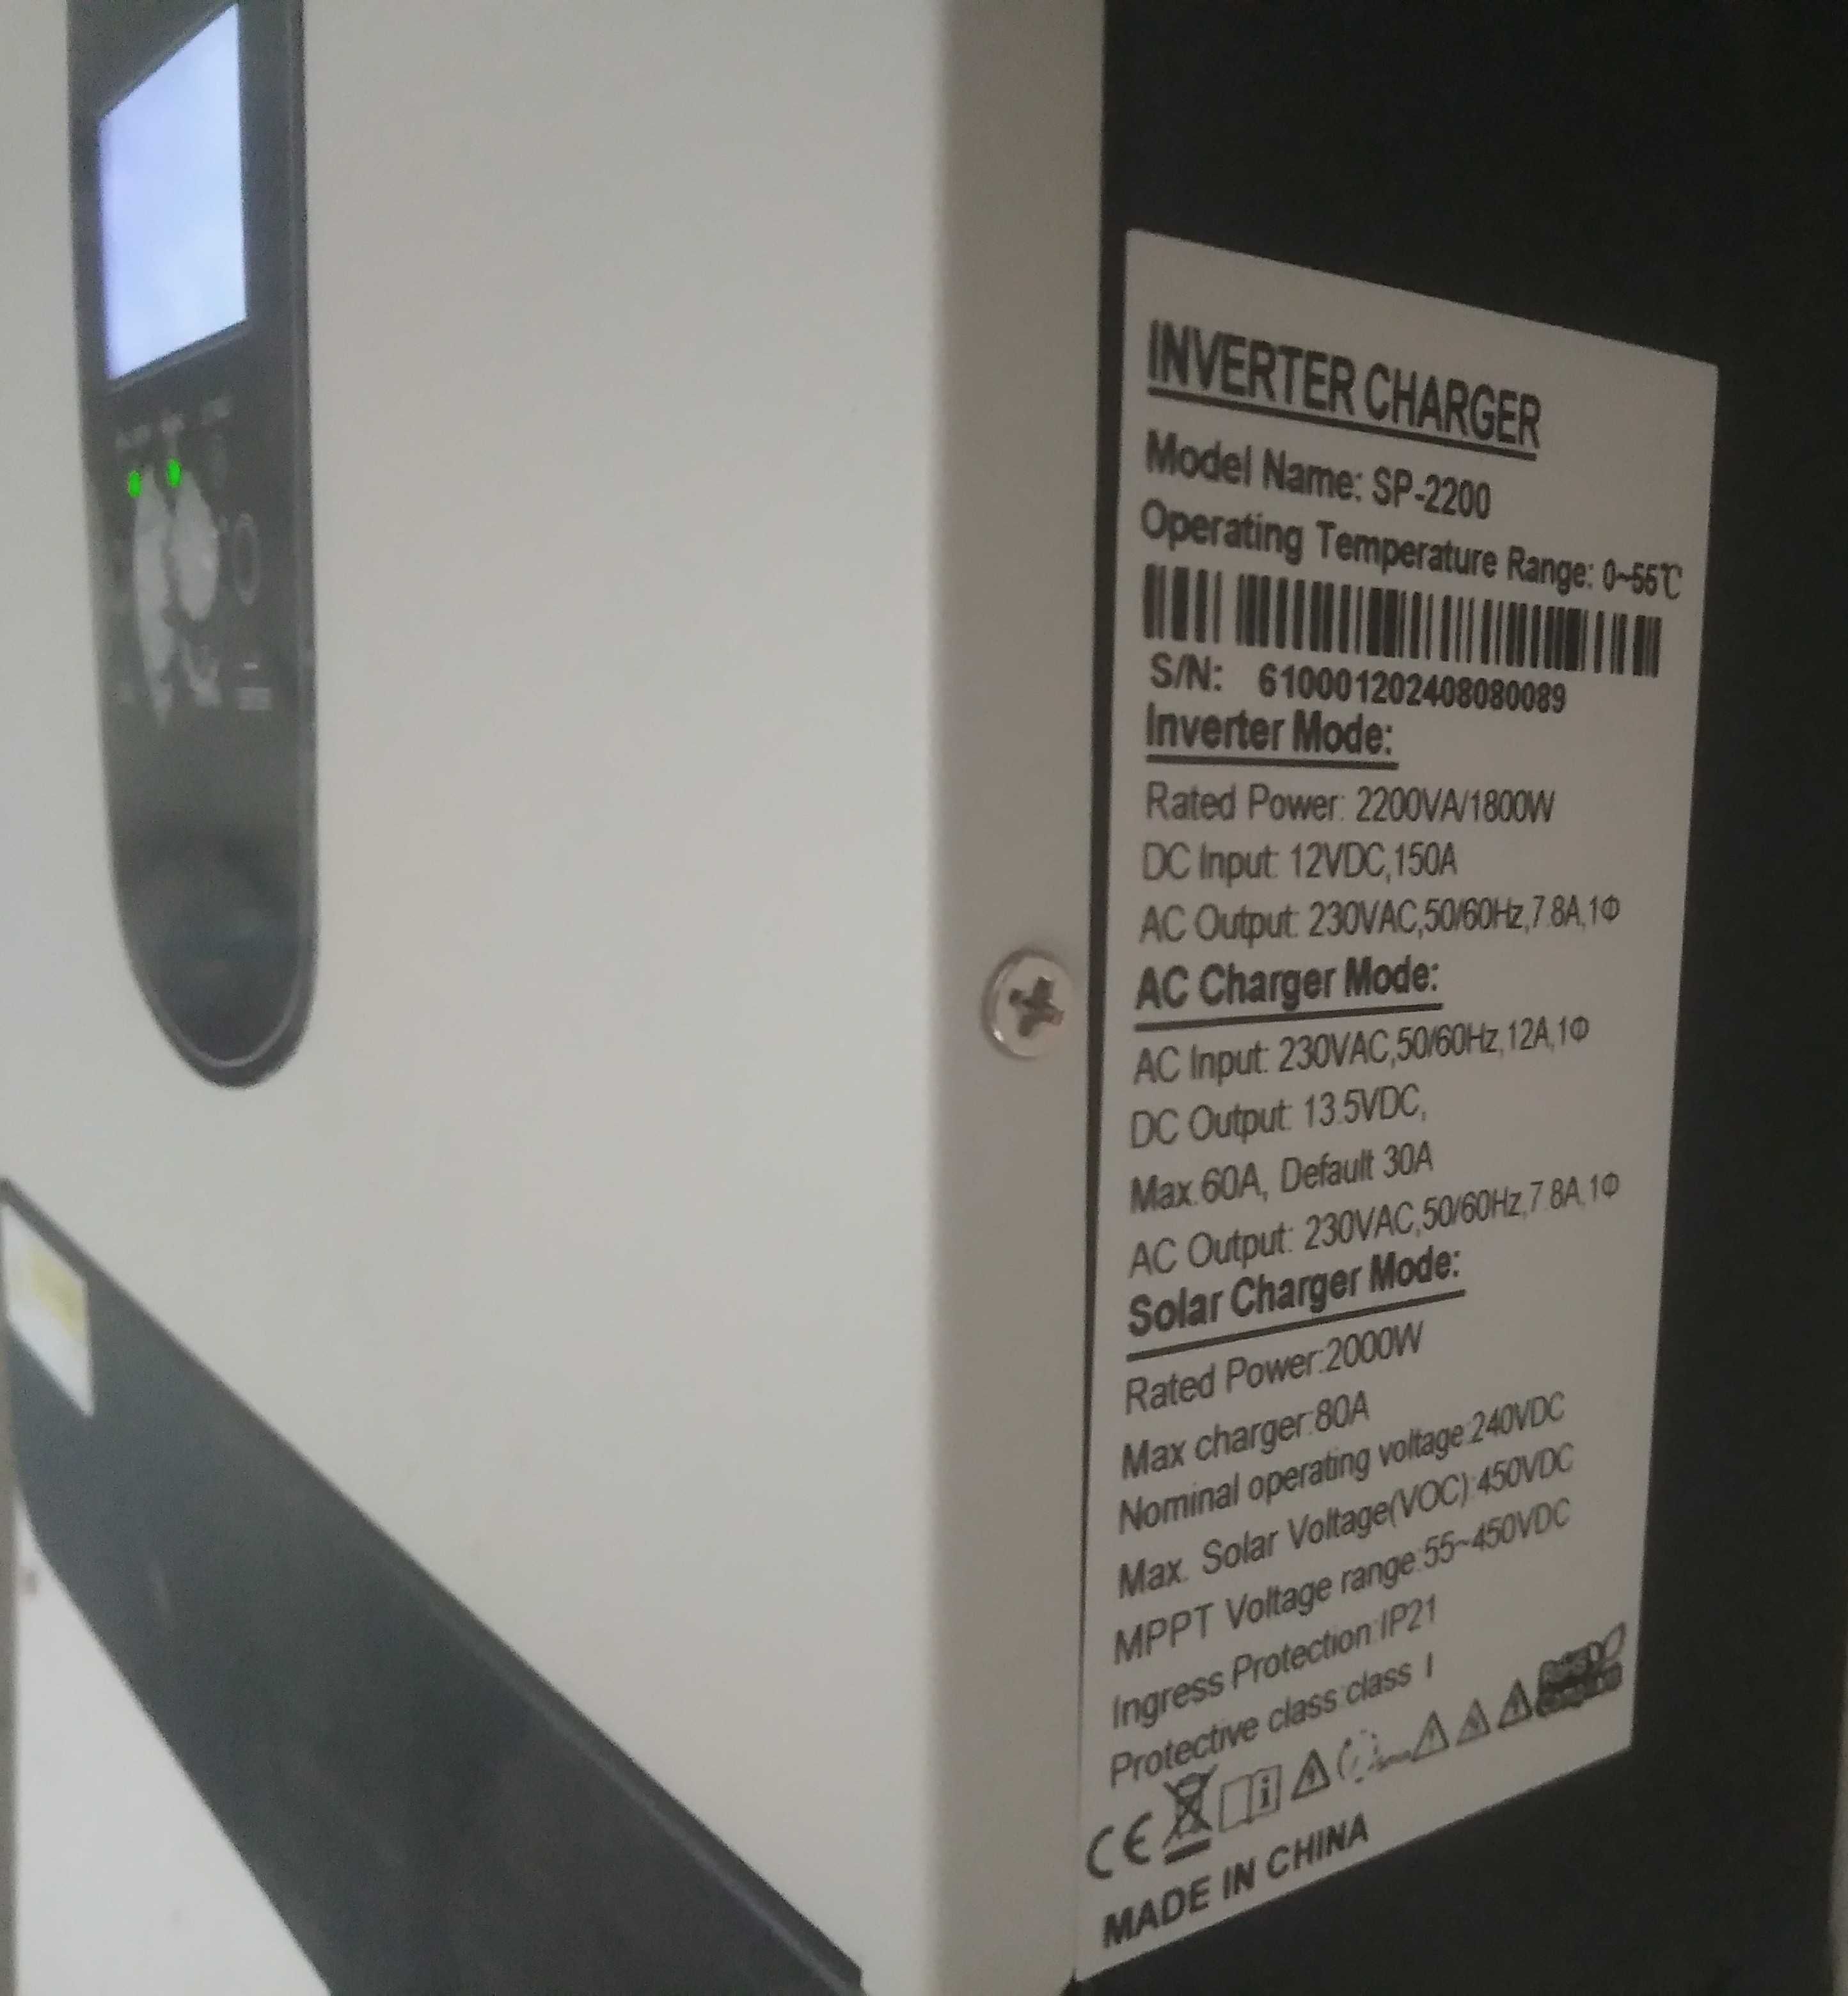 INVERTER CHARGER
Model Name: SP-2200
Operating Temperature Range: 0~55℃
S/N: 610001202408080089
Inverter Mode:
Rated Power: 2200VA/1800W
DC Input: 12VDC,150A
AC Output: 230VAC,50/60Hz,7.8A,1Φ
AC Charger Mode:
AC Input: 230VAC,50/60Hz,12A,1Φ
DC Output: 13.5VDC,
Max.60A, Default 30A
AC Output: 230VAC,50/60Hz,7.8A,1Φ
Solar Charger Mode:
Rated Power:2000W
Max charger:80A
Nominal operating voltage:240VDC
Max. Solar Voltage(VOC):450VDC
MPPT Voltage range:55~450VDC
Ingress Protection:IP21
Protective class:class I
CE
MADE IN CHINA